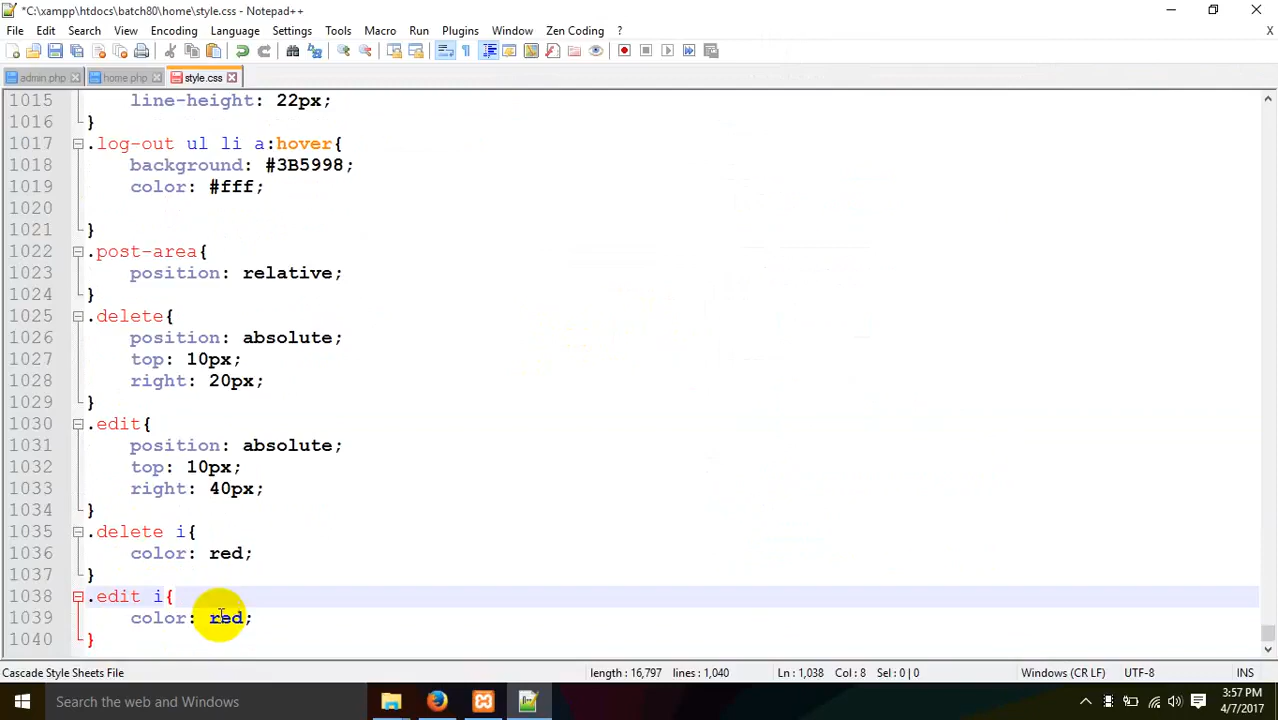 *C:\xampp\htdocs\batch80\home\style.css - Notepad++
File Edit Search View Encoding Language Settings Tools Macro Run Plugins Window Zen Coding ? X
admin.php home.php style.css
1015 line-height: 22px;
1016 }
1017 .log-out ul li a:hover{
1018 background: #3B5998;
1019 color: #fff;
1020
1021 }
1022 .post-area{
1023 position: relative;
1024 }
1025 .delete{
1026 position: absolute;
1027 top: 10px;
1028 right: 20px;
1029 }
1030 .edit{
1031 position: absolute;
1032 top: 10px;
1033 right: 40px;
1034 }
1035 .delete i{
1036 color: red;
1037 }
1038 .edit i{
1039 color: red;
1040 }
Cascade Style Sheets File length : 16,797 lines : 1,040 Ln : 1,038 Col : 8 Sel : 0 | 0 Windows (CR LF) UTF-8 INS
Search the web and Windows 3:57 PM
4/7/2017